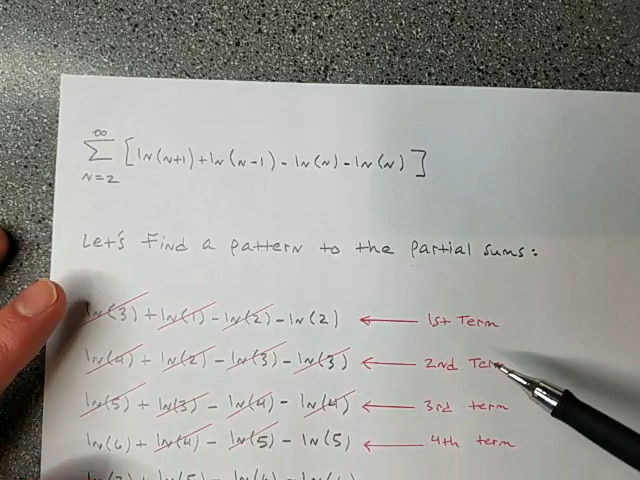 ∞
∑ [ln(n+1)+ln(n-1)-ln(n)-ln(n)]
n=2
Let's Find a pattern to the partial sums:
ln(3)+ln(1)-ln(2)-ln(2) ← 1st Term
ln(4)+ln(2)-ln(3)-ln(3) ← 2nd Term
ln(5)+ln(3)-ln(4)-ln(4) ← 3rd term
ln(6)+ln(4)-ln(5)-ln(5) ← 4th term